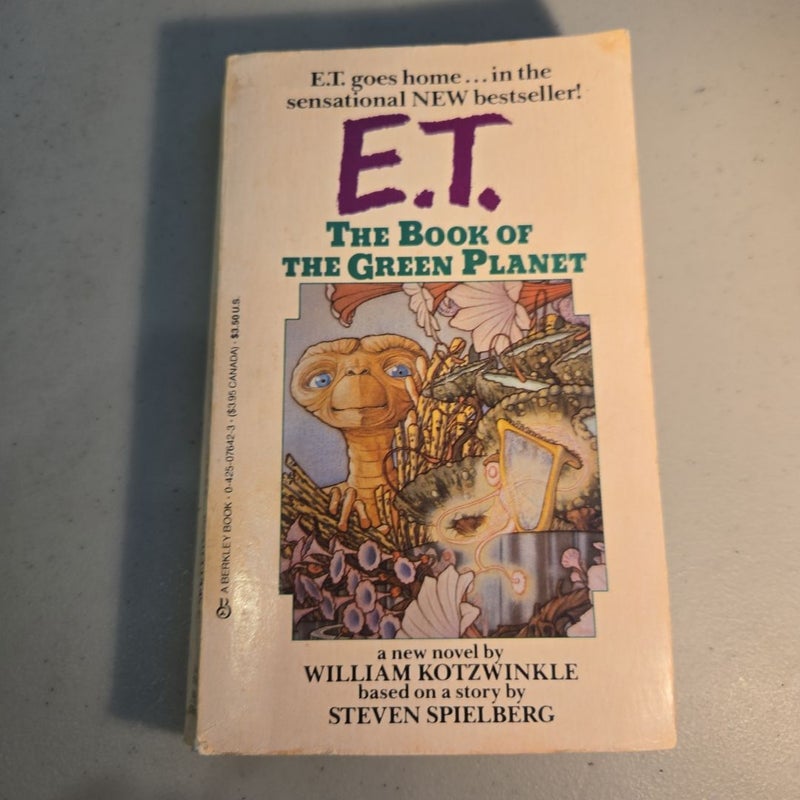 E.T. goes home...in the
sensational NEW bestseller!
E.T.
THE BOOK OF
THE GREEN PLANET
A BERKLEY BOOK · 0-425-07642-3 · ($3.95 CANADA) · $3.50 U.S.
a new novel by
WILLIAM KOTZWINKLE
based on a story by
STEVEN SPIELBERG